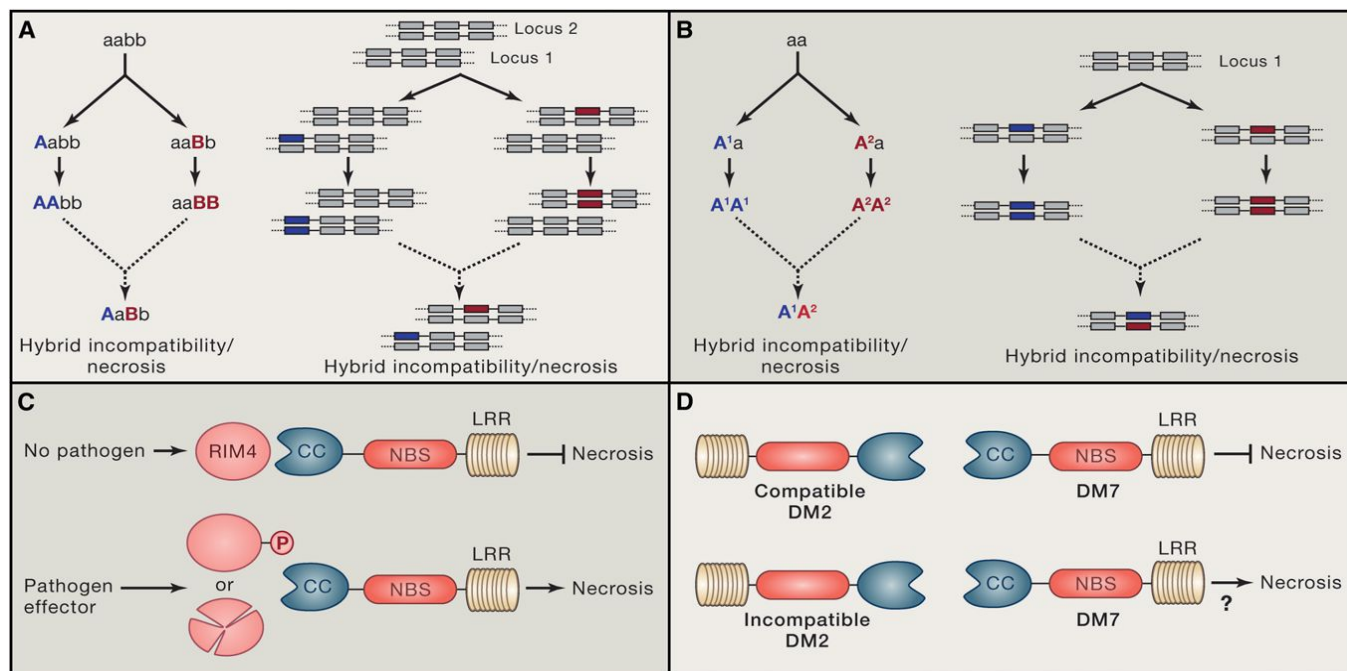 A
aabb
Locus 2
Locus 1
Aabb
aaBb
AAbb
aaBB
AaBb
Hybrid incompatibility/
necrosis
Hybrid incompatibility/necrosis
B
aa
Locus 1
A¹a
A²a
A¹A¹
A²A²
A¹A²
Hybrid incompatibility/
necrosis
Hybrid incompatibility/necrosis
C
LRR
No pathogen
RIM4
CC
NBS
Necrosis
P
LRR
Pathogen
effector
or
CC
NBS
Necrosis
D
LRR
CC
NBS
Necrosis
Compatible
DM2
DM7
LRR
CC
NBS
Necrosis
?
Incompatible
DM2
DM7